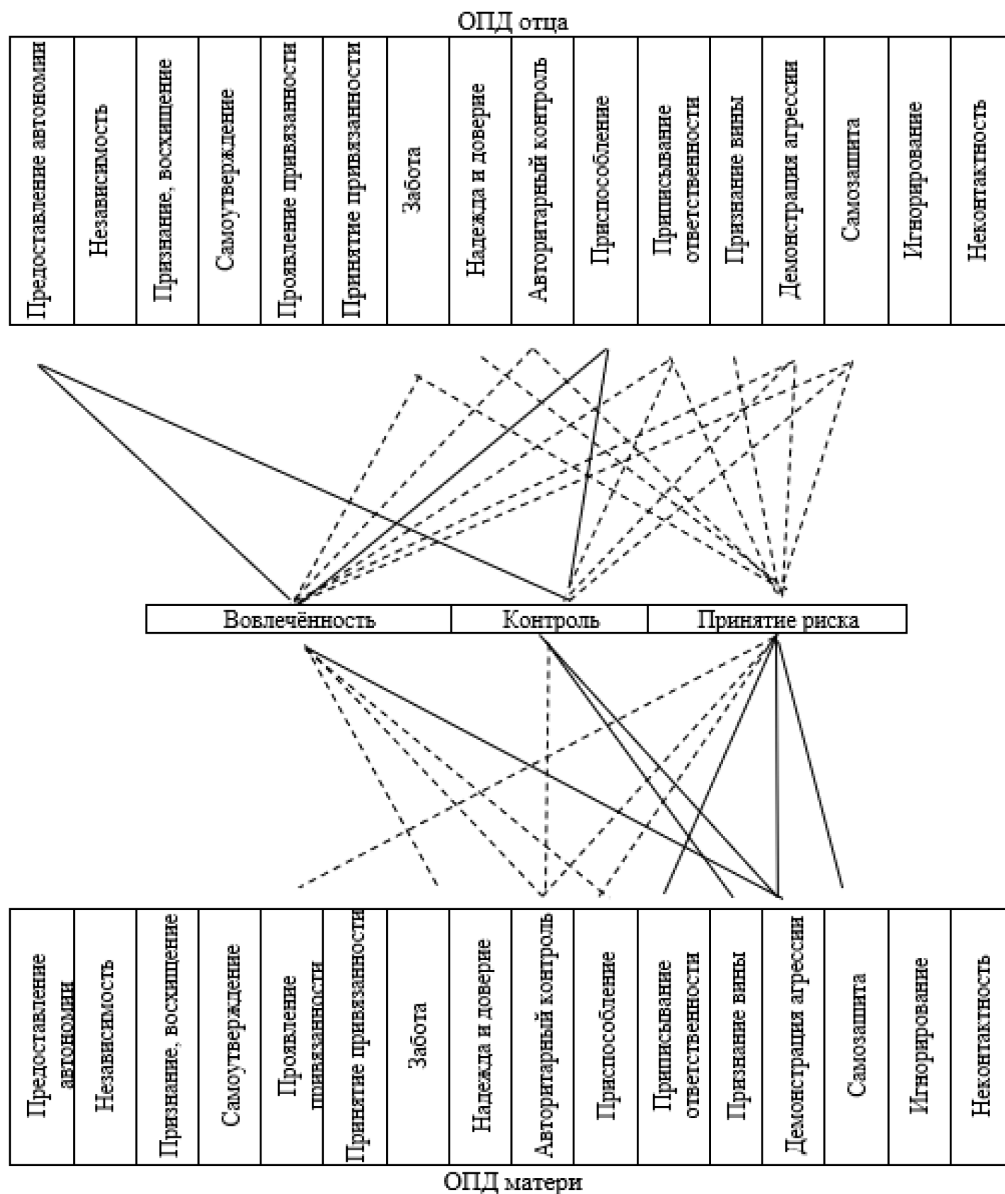 ОПД отца
Предоставление автономии
Независимость
Признание, восхищение
Самоутверждение
Проявление привязанности
Принятие привязанности
Забота
Надежда и доверие
Авторитарный контроль
Приспособление
Приписывание
ответственности
Признание вины
Демонстрация агрессии
Самозашита
Игнорирование
Неконтактность
Вовлечённость
Контроль
Принятие риска
Предоставление
автономии
Независимость
Признание, восхищение
Самоутверждение
Проявление
привязанности
Принятие привязанности
Забота
Надежда и доверие
Авторитарный контроль
Приспособление
Приписывание
ответственности
Признание вины
Демонстрация агрессии
Самозашита
Игнорирование
Неконтактность
ОПД матери